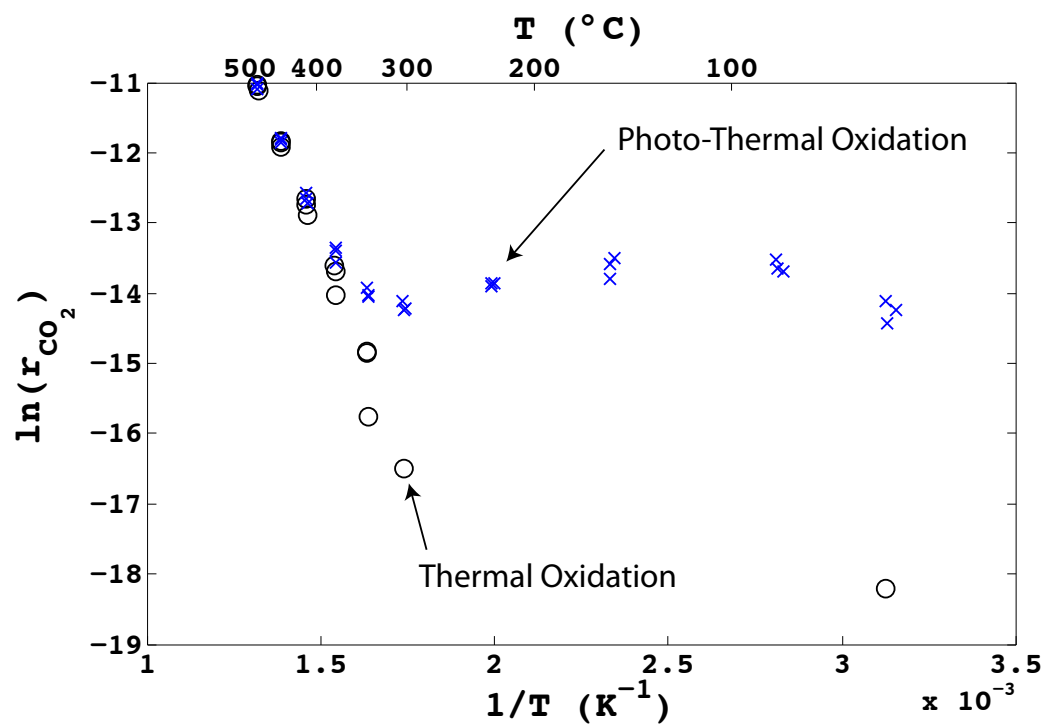 T (°C)
500 400 300 200 100
−11
Photo-Thermal Oxidation
−12
−13
−14
−15
−16
−17
−18
−19
ln(rCO2)
Thermal Oxidation
1 1.5 2 2.5 3 3.5
1/T (K−1)
x 10−3